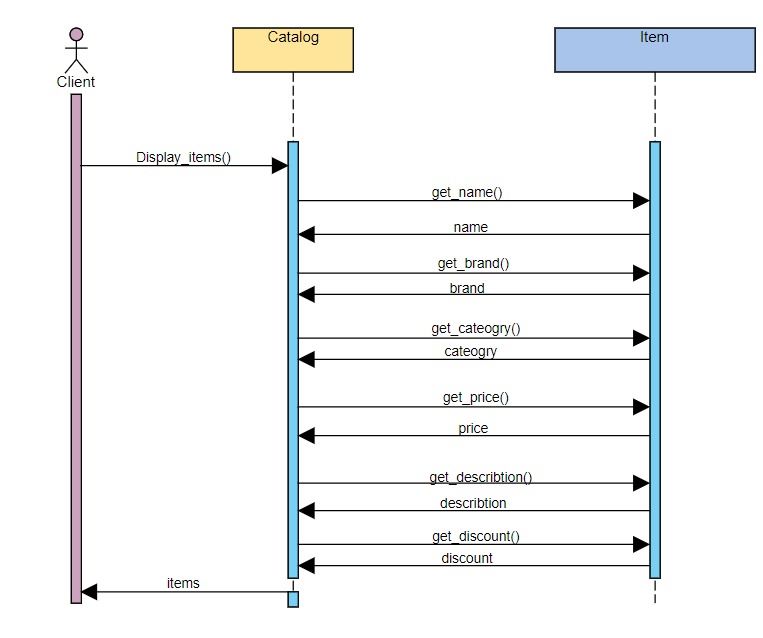 Catalog
Item
Client
Display_items()
get_name()
name
get_brand()
brand
get_cateogry()
cateogry
get_price()
price
get_describtion()
describtion
get_discount()
discount
items